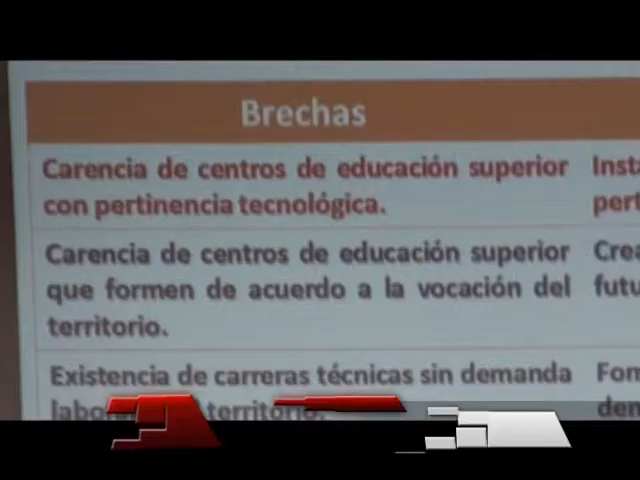 Brechas
Carencia de centros de educación superior
con pertinencia tecnológica.
Carencia de centros de educación superior
que formen de acuerdo a la vocación del
territorio.
Existencia de carreras técnicas sin demanda
territorio.